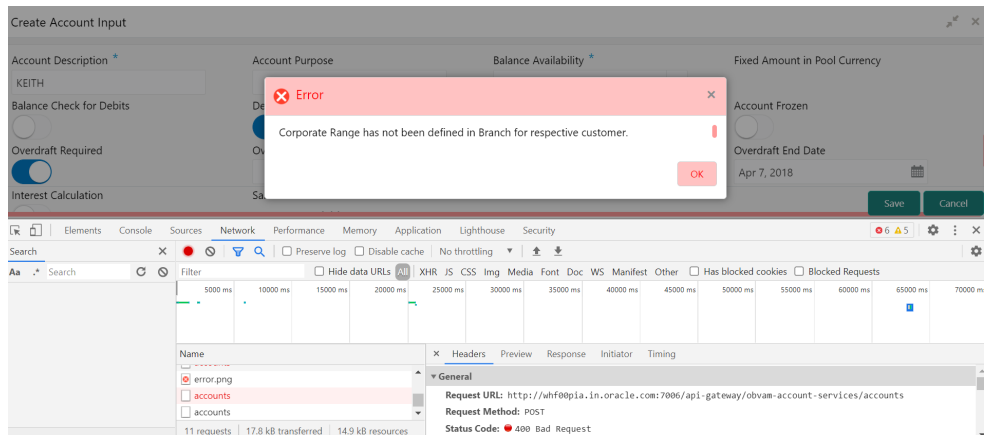 Create Account Input
Account Description *
Account Purpose
Balance Availability *
Fixed Amount in Pool Currency
KEITH
Balance Check for Debits
De
Account Frozen
Error
Corporate Range has not been defined in Branch for respective customer.
OK
Overdraft Required
Ov
Overdraft End Date
Apr 7, 2018
Interest Calculation
Sa
Save
Cancel
Elements Console Sources Network Performance Memory Application Lighthouse Security
6 5
Search
Preserve log Disable cache No throttling
Aa .* Search
Filter
Hide data URLs All XHR JS CSS Img Media Font Doc WS Manifest Other Has blocked cookies Blocked Requests
5000 ms 10000 ms 15000 ms 20000 ms 25000 ms 30000 ms 35000 ms 40000 ms 45000 ms 50000 ms 55000 ms 60000 ms 65000 ms 70000 m
Name
error.png
accounts
accounts
11 requests 17.8 kB transferred 14.9 kB resources
Headers Preview Response Initiator Timing
General
Request URL: http://whf00pia.in.oracle.com:7006/api-gateway/obvam-account-services/accounts
Request Method: POST
Status Code: 400 Bad Request